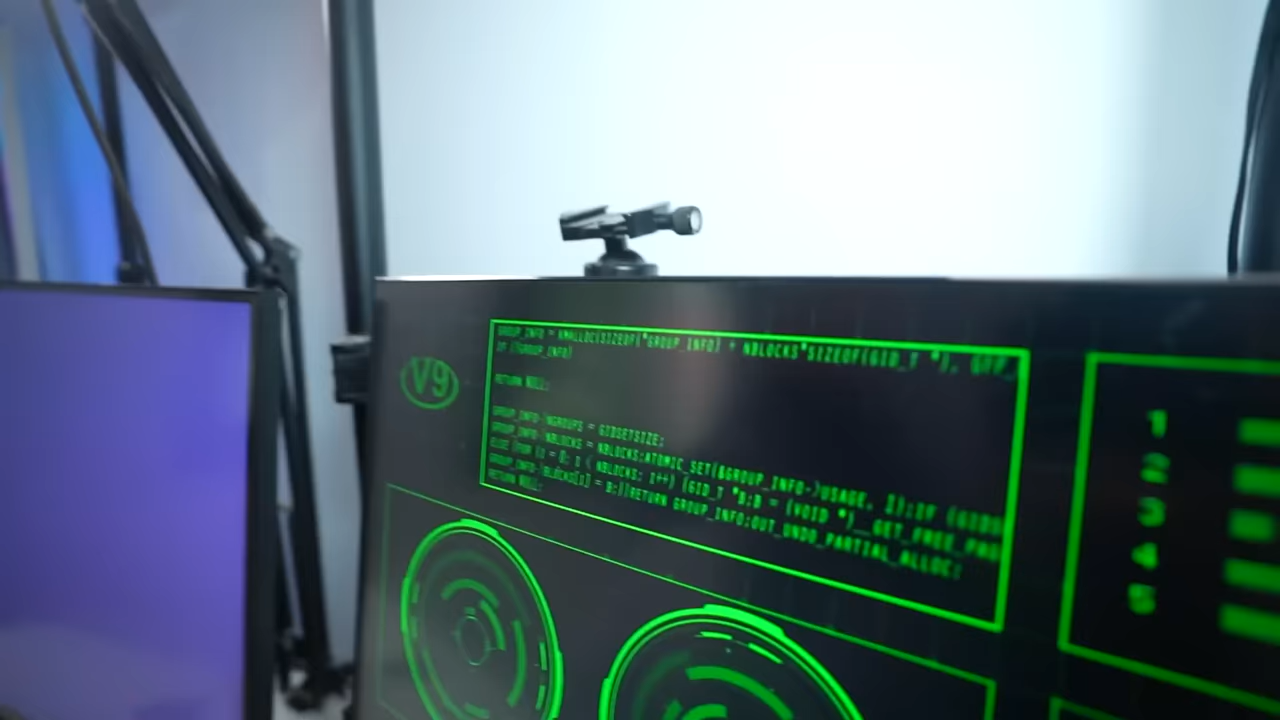 V9
GROUP_INFO = KMALLOC(SIZEOF(*GROUP_INFO) + NBLOCKS*SIZEOF(GID_T *), GFP_
IF (!GROUP_INFO)
RETURN NULL;
GROUP_INFO->NGROUPS = GIDSETSIZE;
GROUP_INFO->NBLOCKS = NBLOCKS;ATOMIC_SET(&GROUP_INFO->USAGE, 1);IF (GIDS
ELSE (FOR (I = 0; I < NBLOCKS; I++) (GID_T *B;B = (VOID *)__GET_FREE_PAG
GROUP_INFO->BLOCKS[I] = B;))RETURN GROUP_INFO;OUT_UNDO_PARTIAL_ALLOC:
RETURN NULL;
1
2
3
4
5